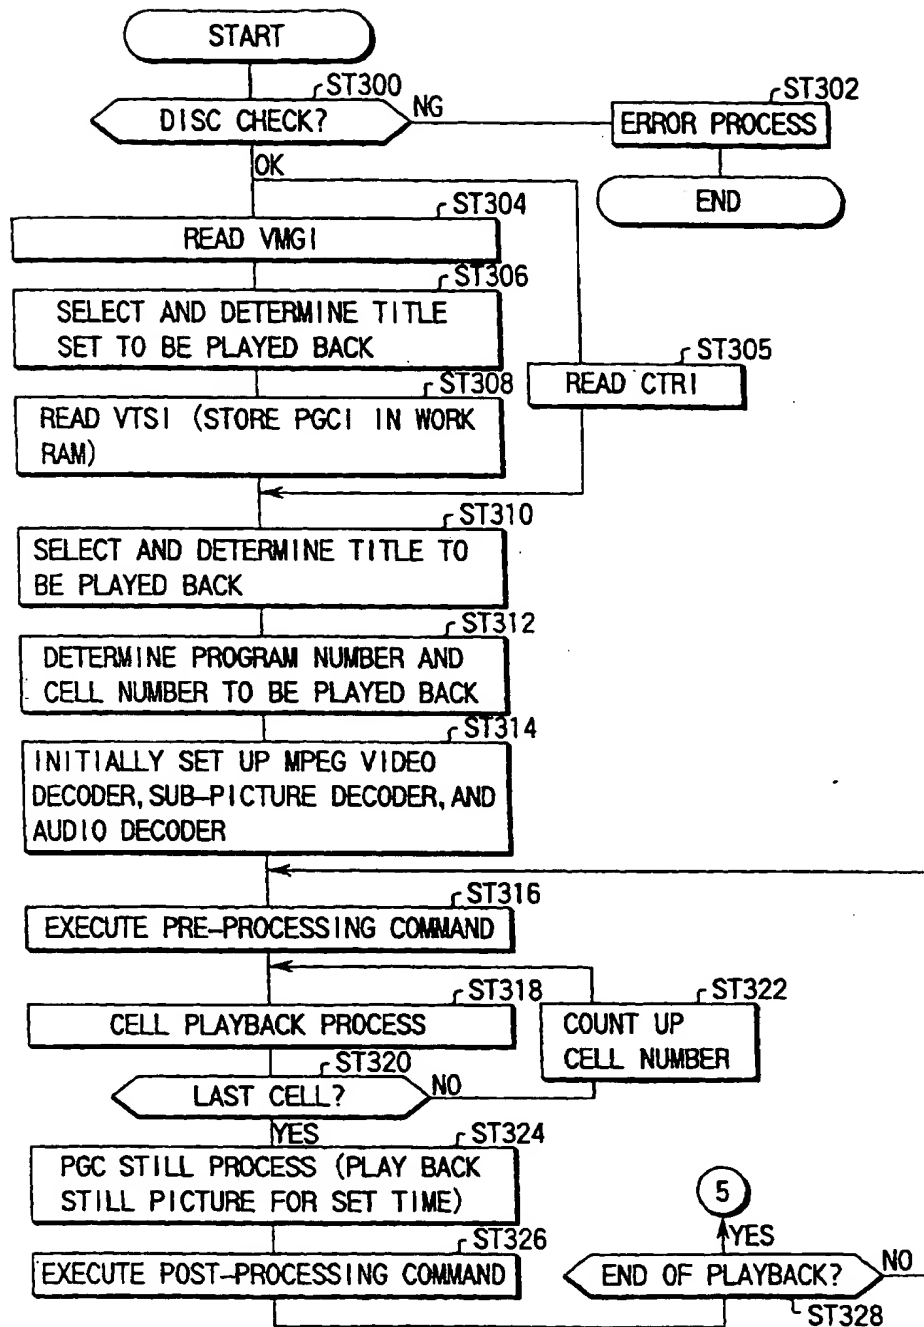 START
ST300
DISC CHECK?
NG
ST302
ERROR PROCESS
OK
END
ST304
READ VMGI
ST306
SELECT AND DETERMINE TITLE
SET TO BE PLAYED BACK
ST305
READ CTRI
ST308
READ VTSI (STORE PGCI IN WORK
RAM)
ST310
SELECT AND DETERMINE TITLE TO
BE PLAYED BACK
ST312
DETERMINE PROGRAM NUMBER AND
CELL NUMBER TO BE PLAYED BACK
ST314
INITIALLY SET UP MPEG VIDEO
DECODER, SUB-PICTURE DECODER, AND
AUDIO DECODER
ST316
EXECUTE PRE-PROCESSING COMMAND
ST318
CELL PLAYBACK PROCESS
ST322
COUNT UP
CELL NUMBER
ST320
LAST CELL?
NO
YES
ST324
PGC STILL PROCESS (PLAY BACK
STILL PICTURE FOR SET TIME)
5
YES
ST326
EXECUTE POST-PROCESSING COMMAND
END OF PLAYBACK?
NO
ST328